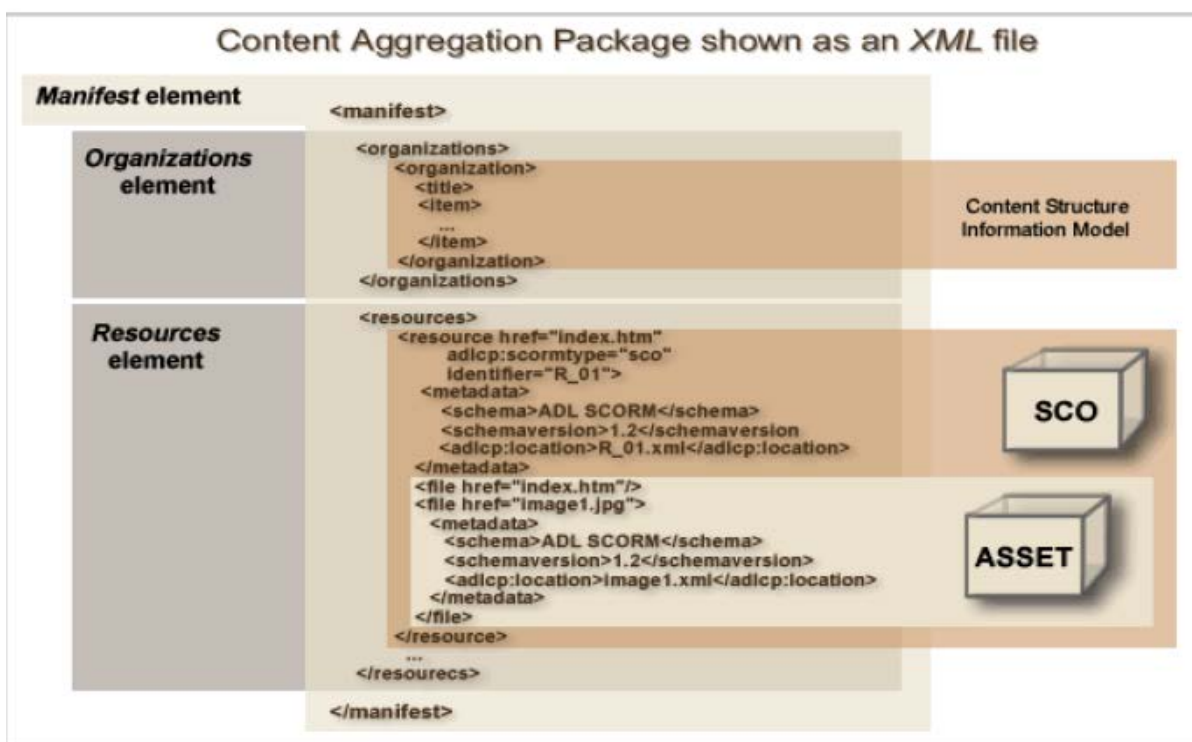 Content Aggregation Package shown as an XML file
Manifest element
<manifest>
Organizations
element
<organizations>
<organization>
<title>
<item>
...
</item>
</organization>
</organizations>
Content Structure
Information Model
Resources
element
<resources>
<resource href="index.htm"
adlcp:scormtype="sco"
identifier="R_01">
<metadata>
<schema>ADL SCORM</schema>
<schemaversion>1.2</schemaversion
<adlcp:location>R_01.xml</adlcp:location>
</metadata>
<file href="index.htm"/>
<file href="image1.jpg">
<metadata>
<schema>ADL SCORM</schema>
<schemaversion>1.2</schemaversion>
<adlcp:location>image1.xml</adlcp:location>
</metadata>
</file>
</resource>
...
</resourecs>
</manifest>
SCO
ASSET